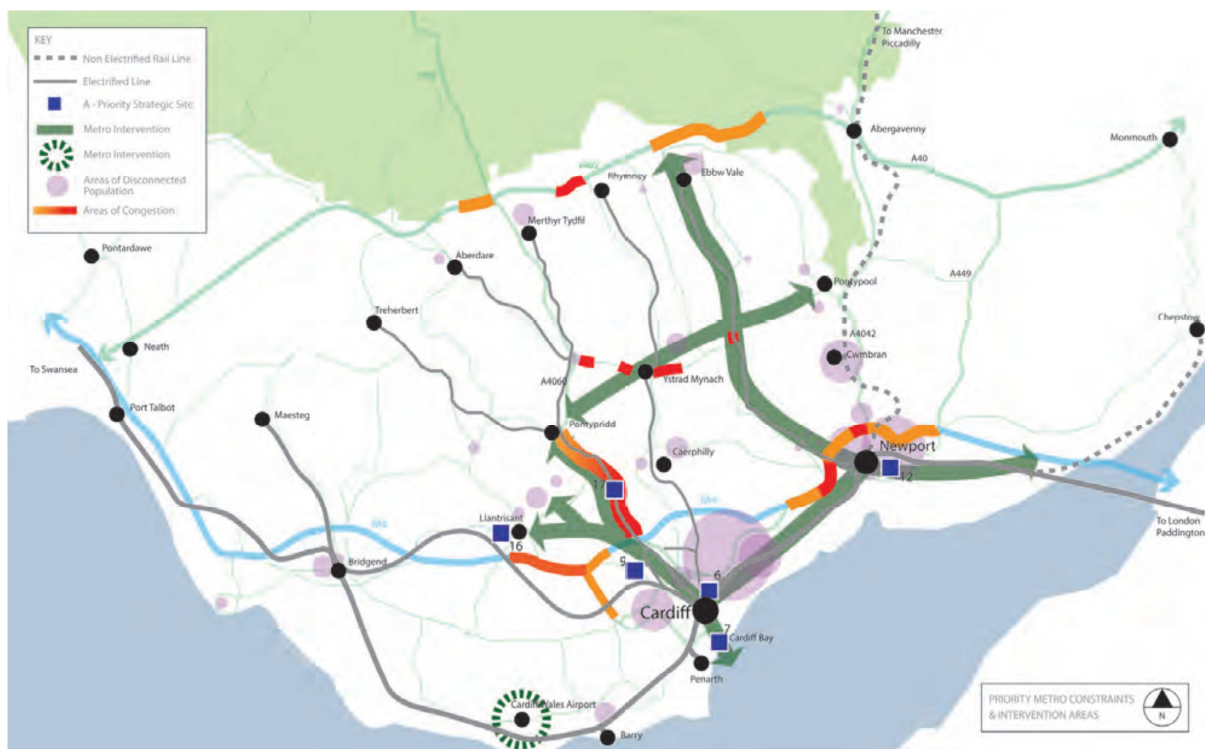 KEY
Non Electrified Rail Line
Electrified Line
A - Priority Strategic Site
Metro Intervention
Metro Intervention
Areas of Disconnected
Population
Areas of Congestion
To Manchester
Piccadilly
Abergavenny
Monmouth
A40
Rhymney
Ebbw Vale
Merthyr Tydfil
Pontardawe
Aberdare
A449
Pontypool
Treherbert
Chepstow
A4042
Neath
Cwmbran
To Swansea
A4060
Ystrad Mynach
Port Talbot
Maesteg
Pontypridd
Newport
Caerphilly
12
17
M4
Llantrisant
16
To London
Paddington
9
Bridgend
6
Cardiff
7
Cardiff Bay
Penarth
Cardiff Wales Airport
Barry
PRIORITY METRO CONSTRAINTS
& INTERVENTION AREAS
N